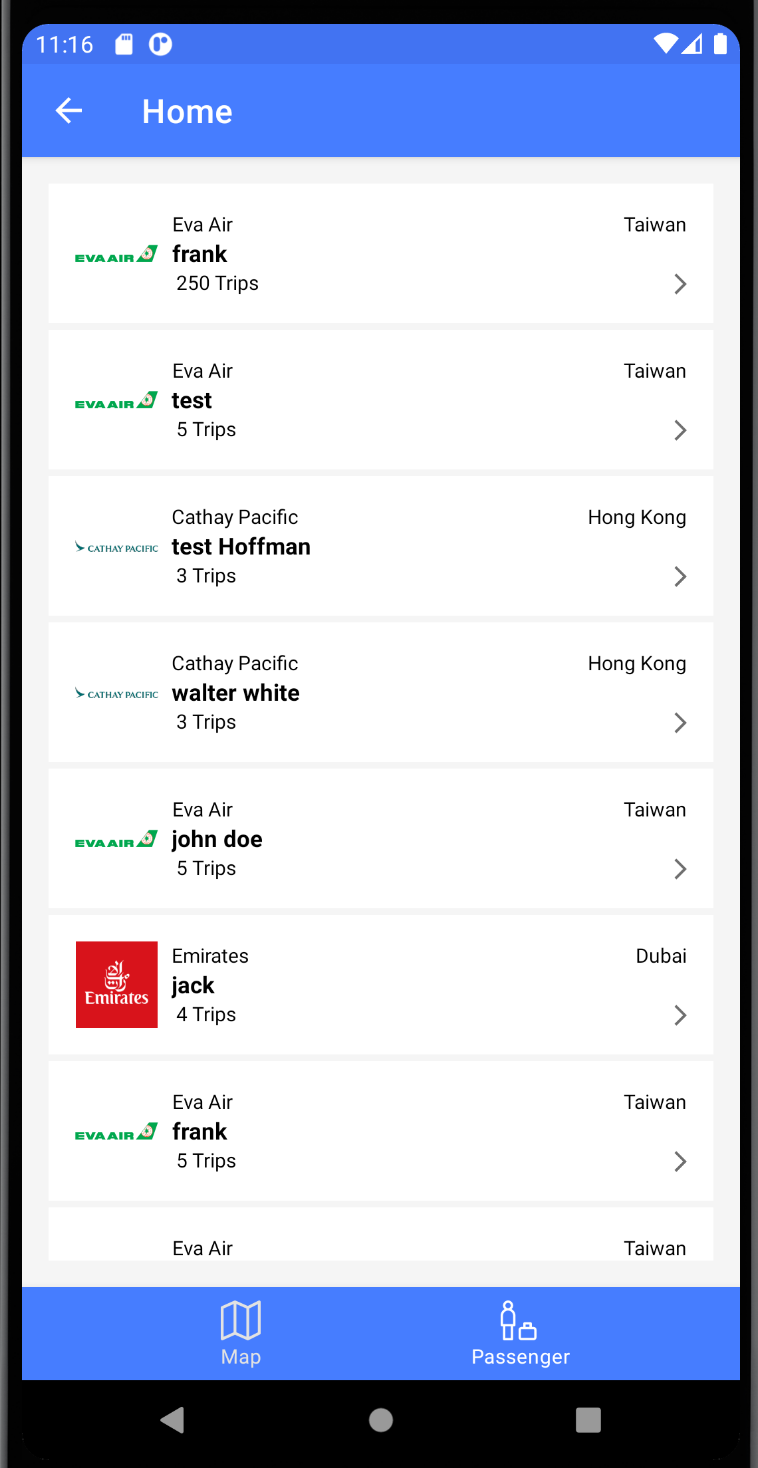 11:16
Home
Eva Air Taiwan
EVA AIR frank
250 Trips
Eva Air Taiwan
EVA AIR test
5 Trips
Cathay Pacific Hong Kong
CATHAY PACIFIC test Hoffman
3 Trips
Cathay Pacific Hong Kong
CATHAY PACIFIC walter white
3 Trips
Eva Air Taiwan
EVA AIR john doe
5 Trips
Emirates Dubai
Emirates jack
4 Trips
Eva Air Taiwan
EVA AIR frank
5 Trips
Eva Air Taiwan
Map Passenger